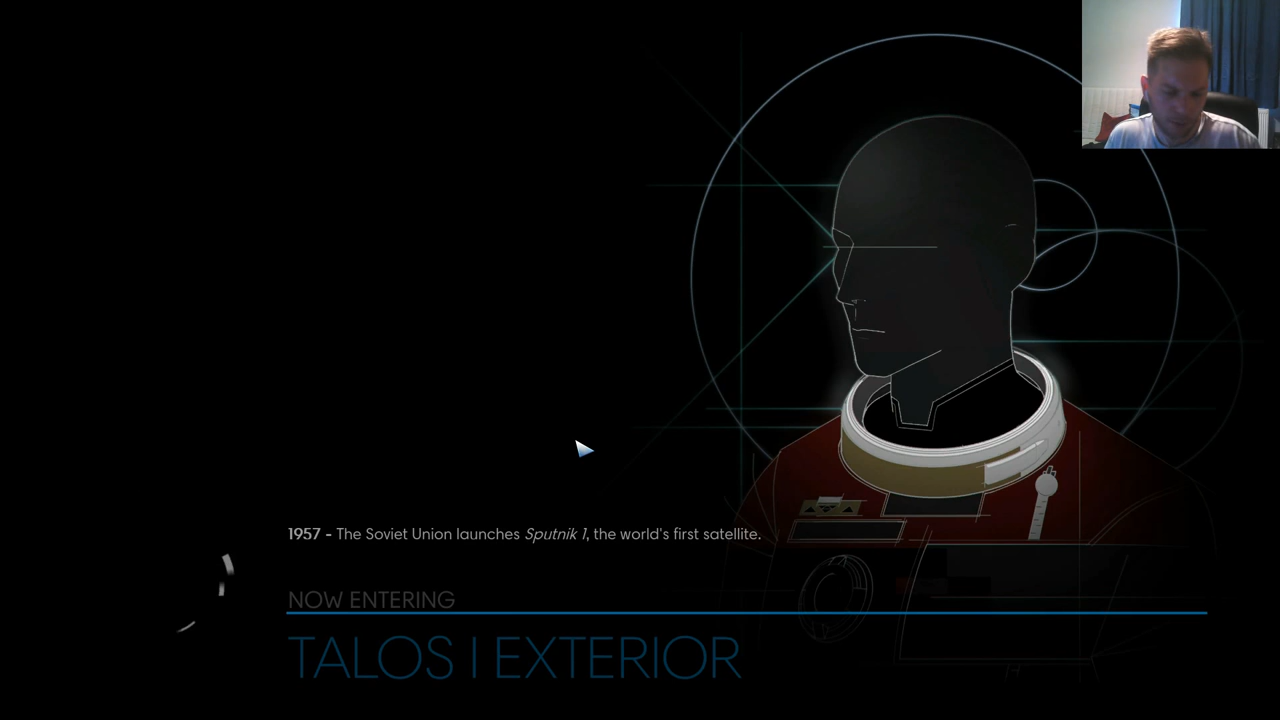 1957 - The Soviet Union launches Sputnik 1, the world's first satellite.
NOW ENTERING
TALOS I EXTERIOR